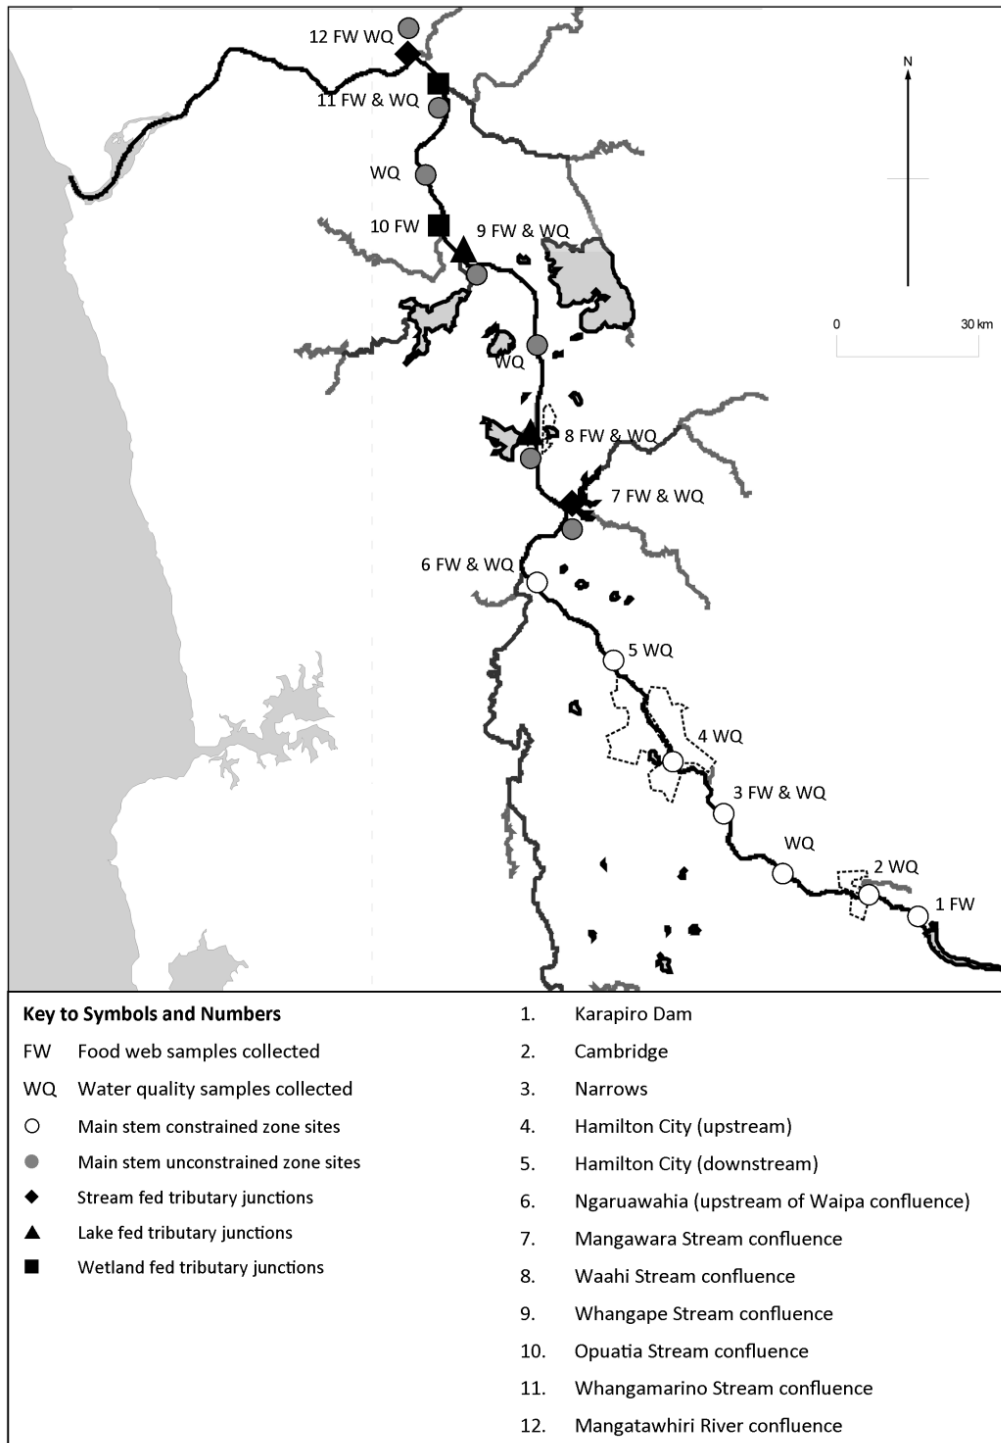 12 FW WQ
N
11 FW & WQ
WQ
10 FW
9 FW & WQ
0 30 km
WQ
8 FW & WQ
7 FW & WQ
6 FW & WQ
5 WQ
4 WQ
3 FW & WQ
WQ
2 WQ
1 FW
Key to Symbols and Numbers
FW Food web samples collected
WQ Water quality samples collected
Main stem constrained zone sites
Main stem unconstrained zone sites
Stream fed tributary junctions
Lake fed tributary junctions
Wetland fed tributary junctions
1. Karapiro Dam
2. Cambridge
3. Narrows
4. Hamilton City (upstream)
5. Hamilton City (downstream)
6. Ngaruawahia (upstream of Waipa confluence)
7. Mangawara Stream confluence
8. Waahi Stream confluence
9. Whangape Stream confluence
10. Opuatia Stream confluence
11. Whangamarino Stream confluence
12. Mangatawhiri River confluence